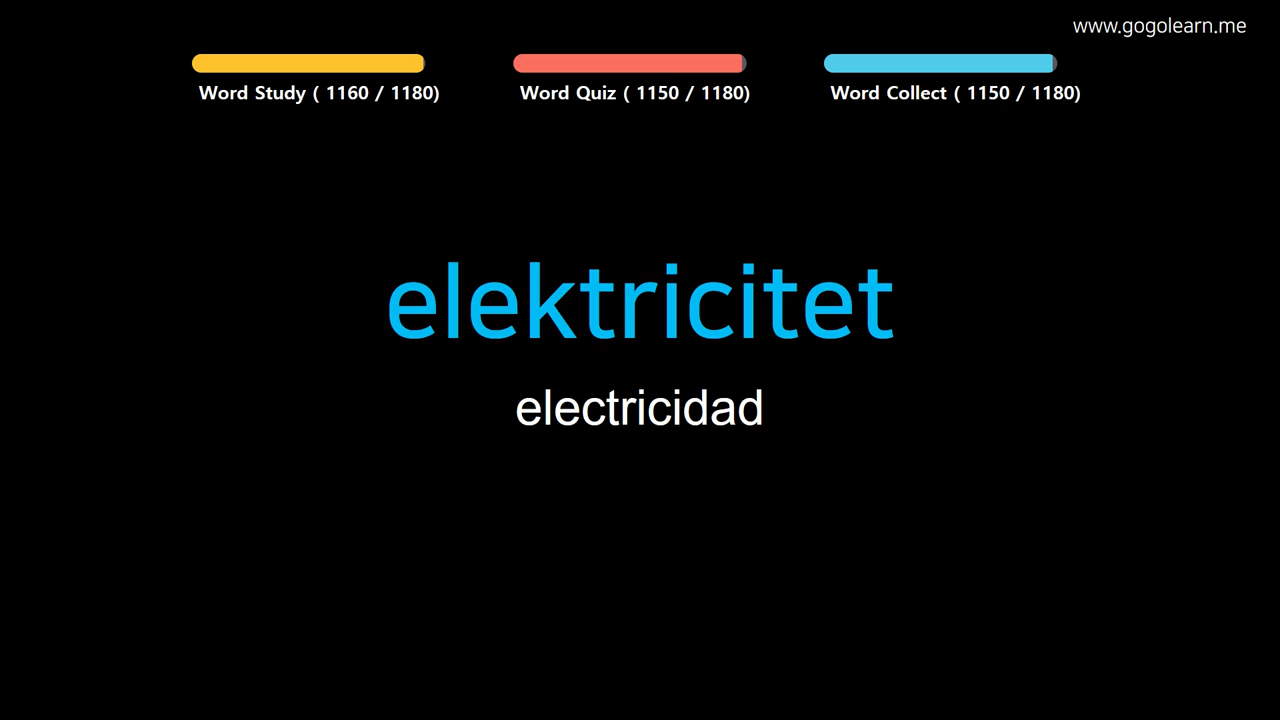 www.gogolearn.me
Word Study ( 1160 / 1180)
Word Quiz ( 1150 / 1180)
Word Collect ( 1150 / 1180)
elektricitet
electricidad